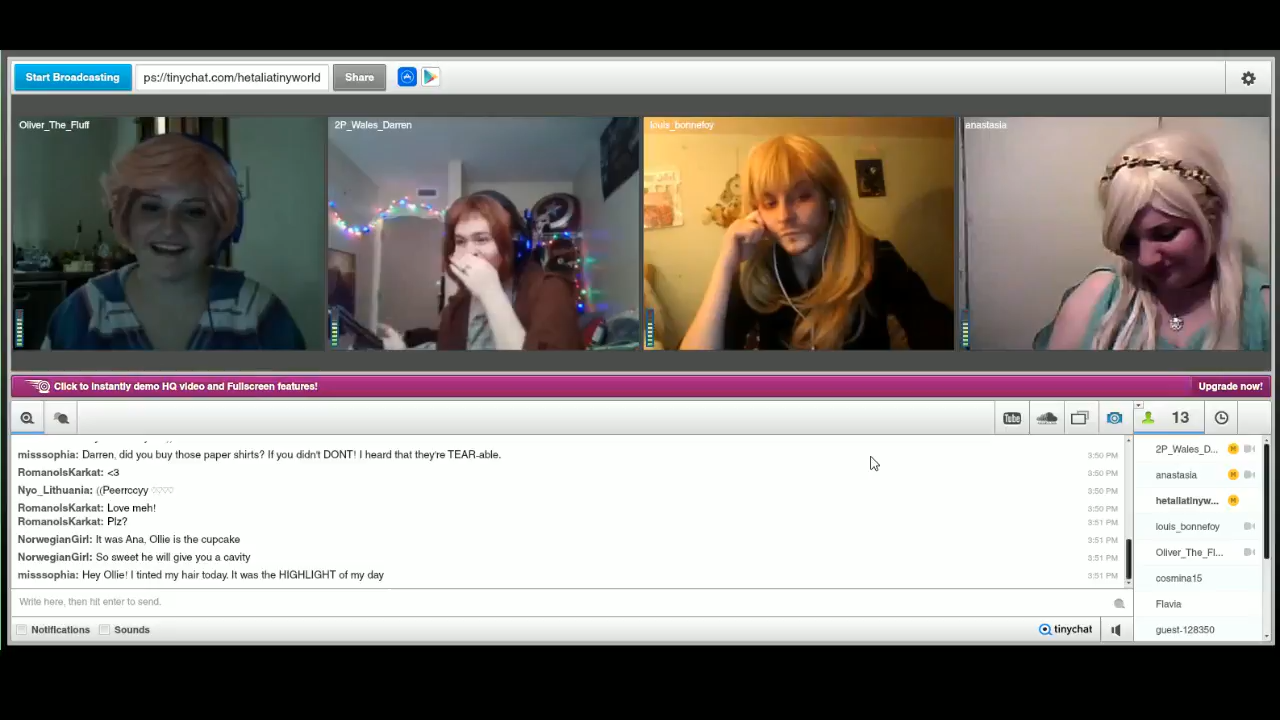 Start Broadcasting
ps://tinychat.com/hetaliatinyworld
Share
Oliver_The_Fluff
2P_Wales_Darren
louis_bonnefoy
anastasia
Click to instantly demo HQ video and Fullscreen features!
Upgrade now!
You Tube
13
misssophia: Darren, did you buy those paper shirts? If you didn't DONT! I heard that they're TEAR-able. 3:50 PM
RomanoIsKarkat: <3 3:50 PM
Nyo_Lithuania: ((Peerrccyy ♡♡♡♡ 3:50 PM
RomanoIsKarkat: Love meh! 3:50 PM
RomanoIsKarkat: Plz? 3:51 PM
NorwegianGirl: It was Ana, Ollie is the cupcake 3:51 PM
NorwegianGirl: So sweet he will give you a cavity 3:51 PM
misssophia: Hey Ollie! I tinted my hair today. It was the HIGHLIGHT of my day 3:51 PM
2P_Wales_D... M
anastasia M
hetaliatinyw... M
louis_bonnefoy
Oliver_The_Fl...
cosmina15
Flavia
guest-128350
Write here, then hit enter to send.
Notifications
Sounds
tinychat